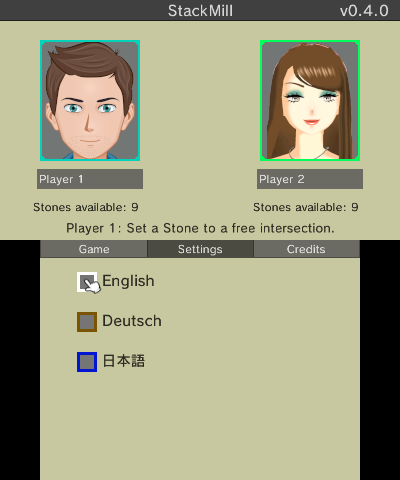 StackMill v0.4.0
Player 1 Player 2
Stones available: 9 Stones available: 9
Player 1: Set a Stone to a free intersection.
Game Settings Credits
English
Deutsch
日本語